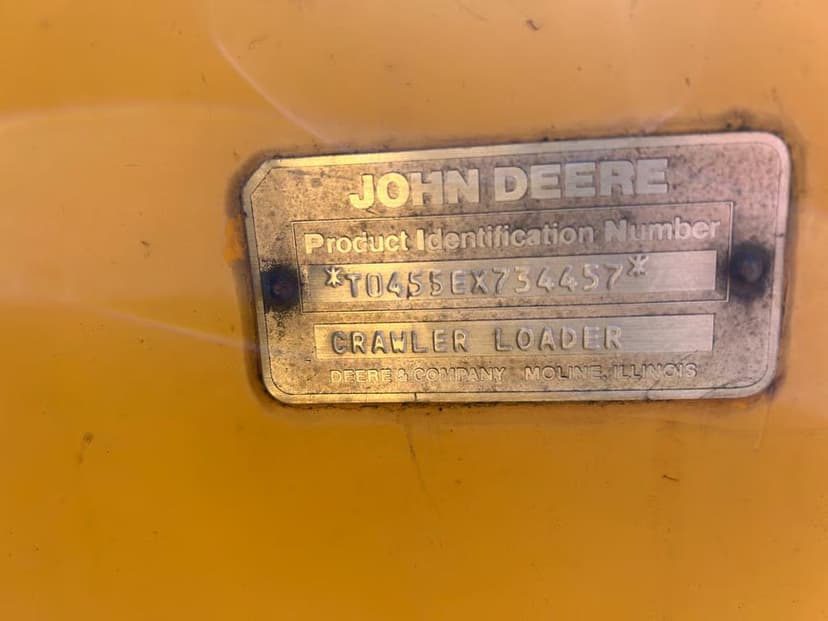 JOHN DEERE
Product Identification Number
*T0455EX734457*
CRAWLER LOADER
DEERE & COMPANY MOLINE, ILLINOIS